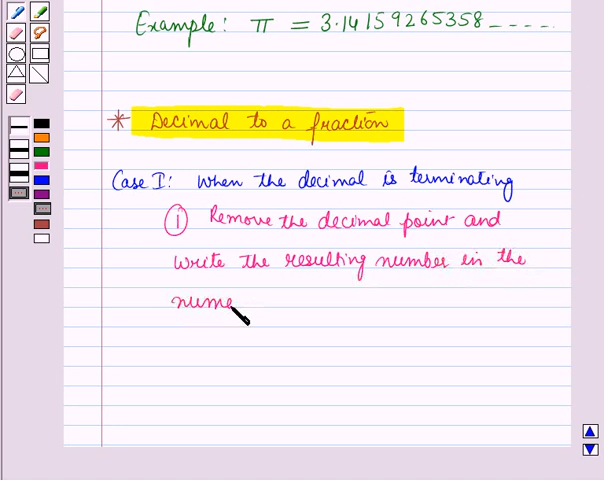 Example: π = 3.14159265358 ----..
* Decimal to a fraction
Case I: When the decimal is terminating
① Remove the decimal point and
write the resulting number in the
nume